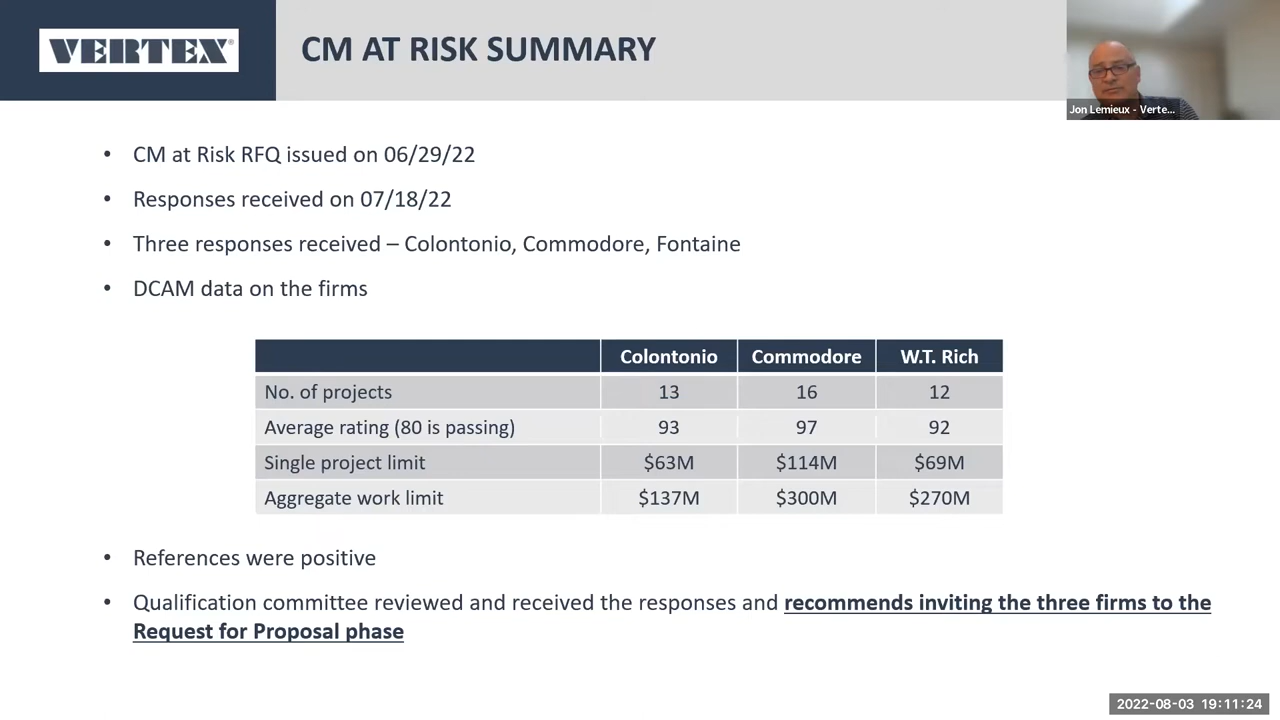 VERTEX®
CM AT RISK SUMMARY
Jon Lemieux - Verte...
• CM at Risk RFQ issued on 06/29/22
• Responses received on 07/18/22
• Three responses received – Colontonio, Commodore, Fontaine
• DCAM data on the firms
Colontonio Commodore W.T. Rich
No. of projects 13 16 12
Average rating (80 is passing) 93 97 92
Single project limit $63M $114M $69M
Aggregate work limit $137M $300M $270M
• References were positive
• Qualification committee reviewed and received the responses and recommends inviting the three firms to the
Request for Proposal phase
2022-08-03 19:11:24